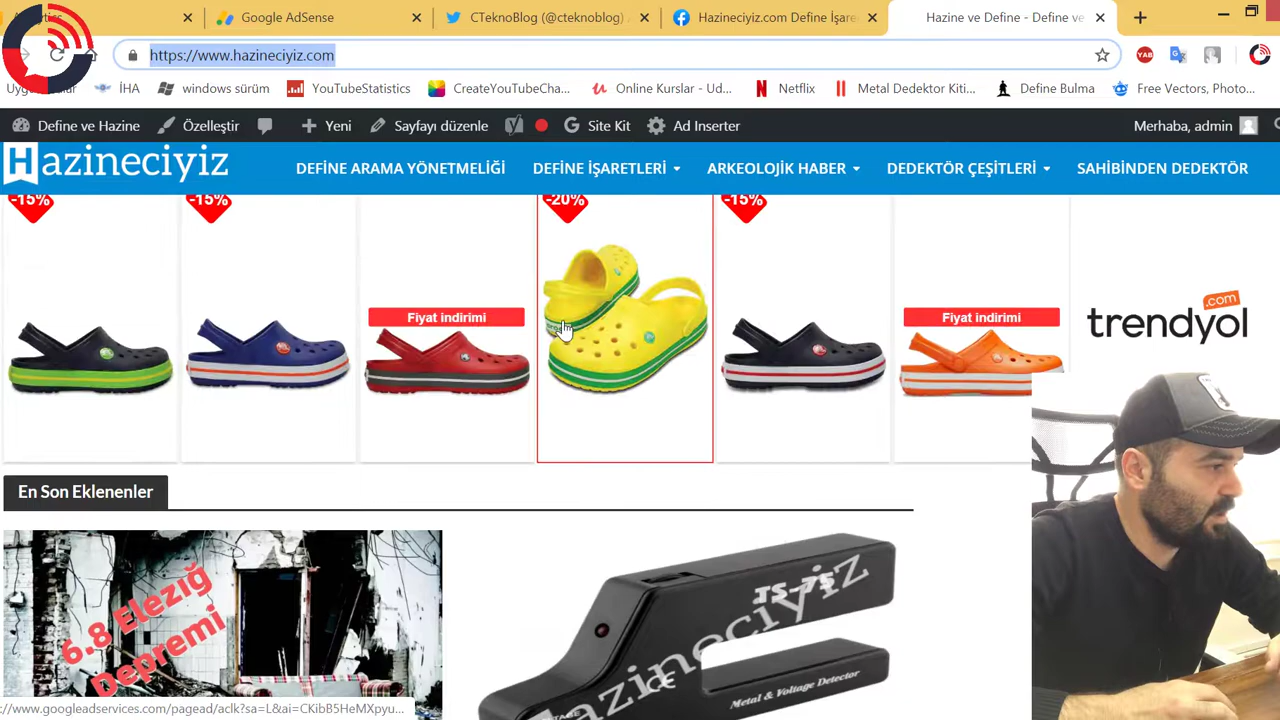 Google AdSense
CTeknoBlog (@cteknoblog)
Hazineciyiz.com Define İşare
Hazine ve Define - Define ve
https://www.hazineciyiz.com
İHA
windows sürüm
YouTubeStatistics
CreateYouTubeCha...
Online Kurslar - Ud...
Netflix
Metal Dedektor Kiti...
Define Bulma
Free Vectors, Photo...
Define ve Hazine
Özelleştir
Yeni
Sayfayı düzenle
Site Kit
Ad Inserter
Merhaba, admin
Hazineciyiz
DEFİNE ARAMA YÖNETMELİĞİ
DEFİNE İŞARETLERİ
ARKEOLOJİK HABER
DEDEKTÖR ÇEŞİTLERİ
SAHİBİNDEN DEDEKTÖR
-15%
-15%
-20%
-15%
Fiyat indirimi
Fiyat indirimi
trendyol
.com
En Son Eklenenler
6.8 Elezığ
Depremi
TS-75
Hazineciyiz
CE
Metal & Voltage Detector
://www.googleadservices.com/pagead/aclk?sa=L&ai=CKibB5HeMXpyu...